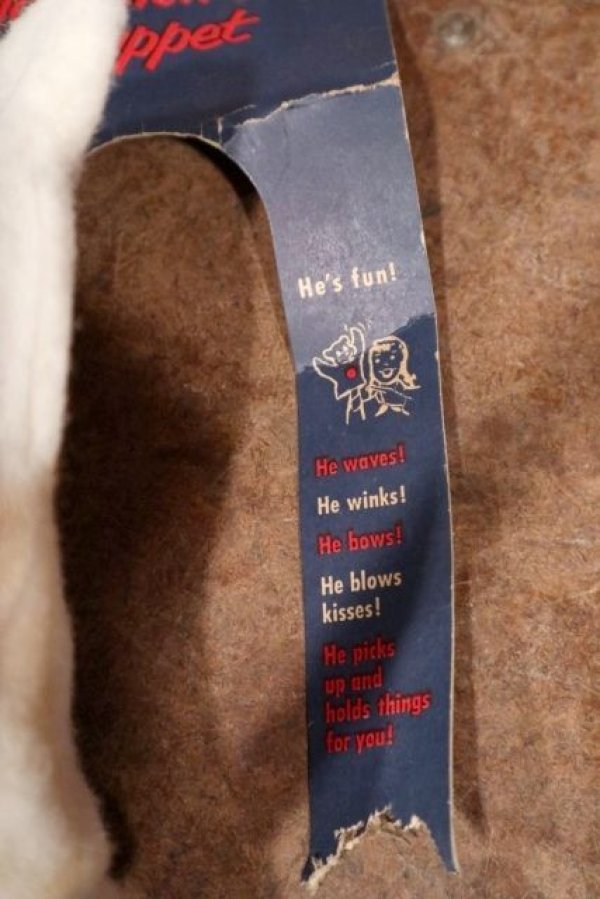 He's fun!
He waves!
He winks!
He bows!
He blows
kisses!
He picks
up and
holds things
for you!